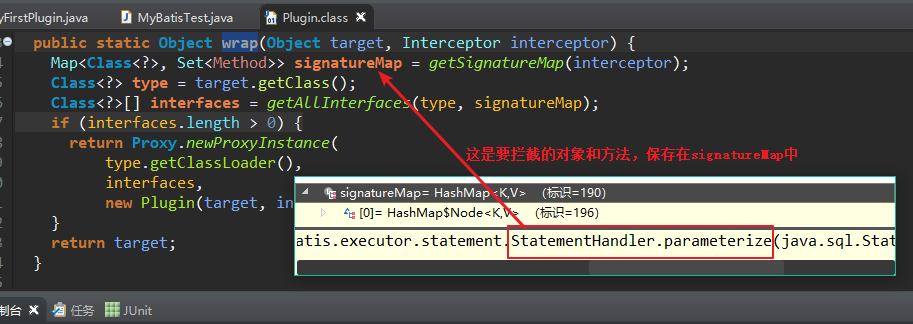 yFirstPlugin.java MyBatisTest.java Plugin.class
public static Object wrap(Object target, Interceptor interceptor) {
Map<Class<?>, Set<Method>> signatureMap = getSignatureMap(interceptor);
Class<?> type = target.getClass();
Class<?>[] interfaces = getAllInterfaces(type, signatureMap);
if (interfaces.length > 0) {
return Proxy.newProxyInstance(
type.getClassLoader(),
interfaces,
new Plugin(target, in
}
return target;
}
这是要拦截的对象和方法，保存在signatureMap中
signatureMap= HashMap<K,V> (标识=190)
[0]= HashMap$Node<K,V> (标识=196)
atis.executor.statement.StatementHandler.parameterize(java.sql.Stat
制台 任务 JUnit